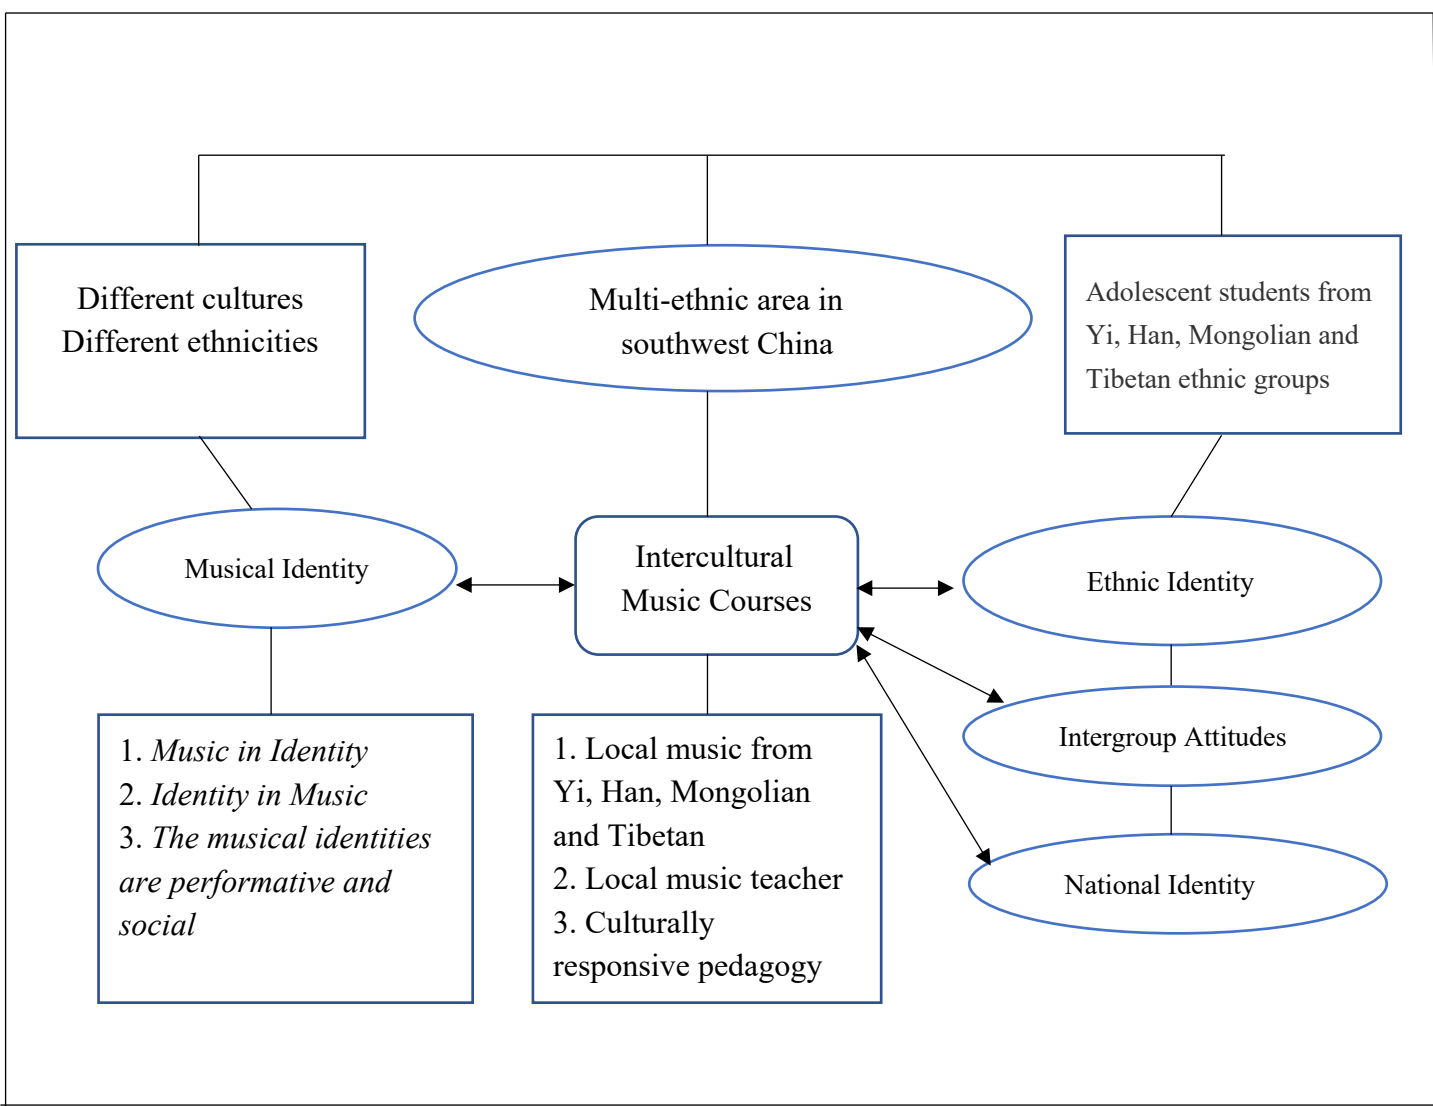 Different cultures
Different ethnicities
Multi-ethnic area in
southwest China
Adolescent students from
Yi, Han, Mongolian and
Tibetan ethnic groups
Musical Identity
Intercultural
Music Courses
Ethnic Identity
Intergroup Attitudes
National Identity
1. Music in Identity
2. Identity in Music
3. The musical identities
are performative and
social
1. Local music from
Yi, Han, Mongolian
and Tibetan
2. Local music teacher
3. Culturally
responsive pedagogy